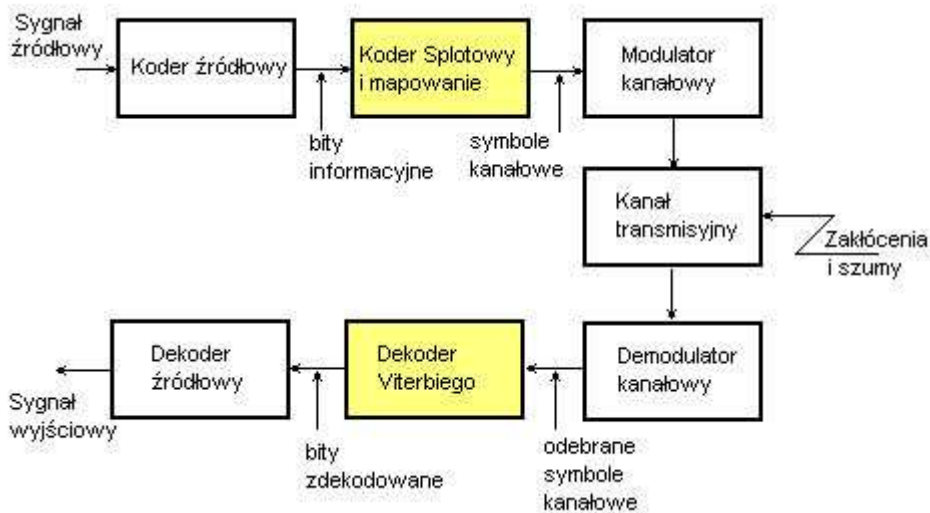 Sygnał
źródłowy
Koder źródłowy
Koder Splotowy
i mapowanie
Modulator
kanałowy
bity
informacyjne
symbole
kanałowe
Kanał
transmisyjny
Zakłócenia
i szumy
Dekoder
źródłowy
Dekoder
Viterbiego
Demodulator
kanałowy
Sygnał
wyjściowy
bity
zdekodowane
odebrane
symbole
kanałowe